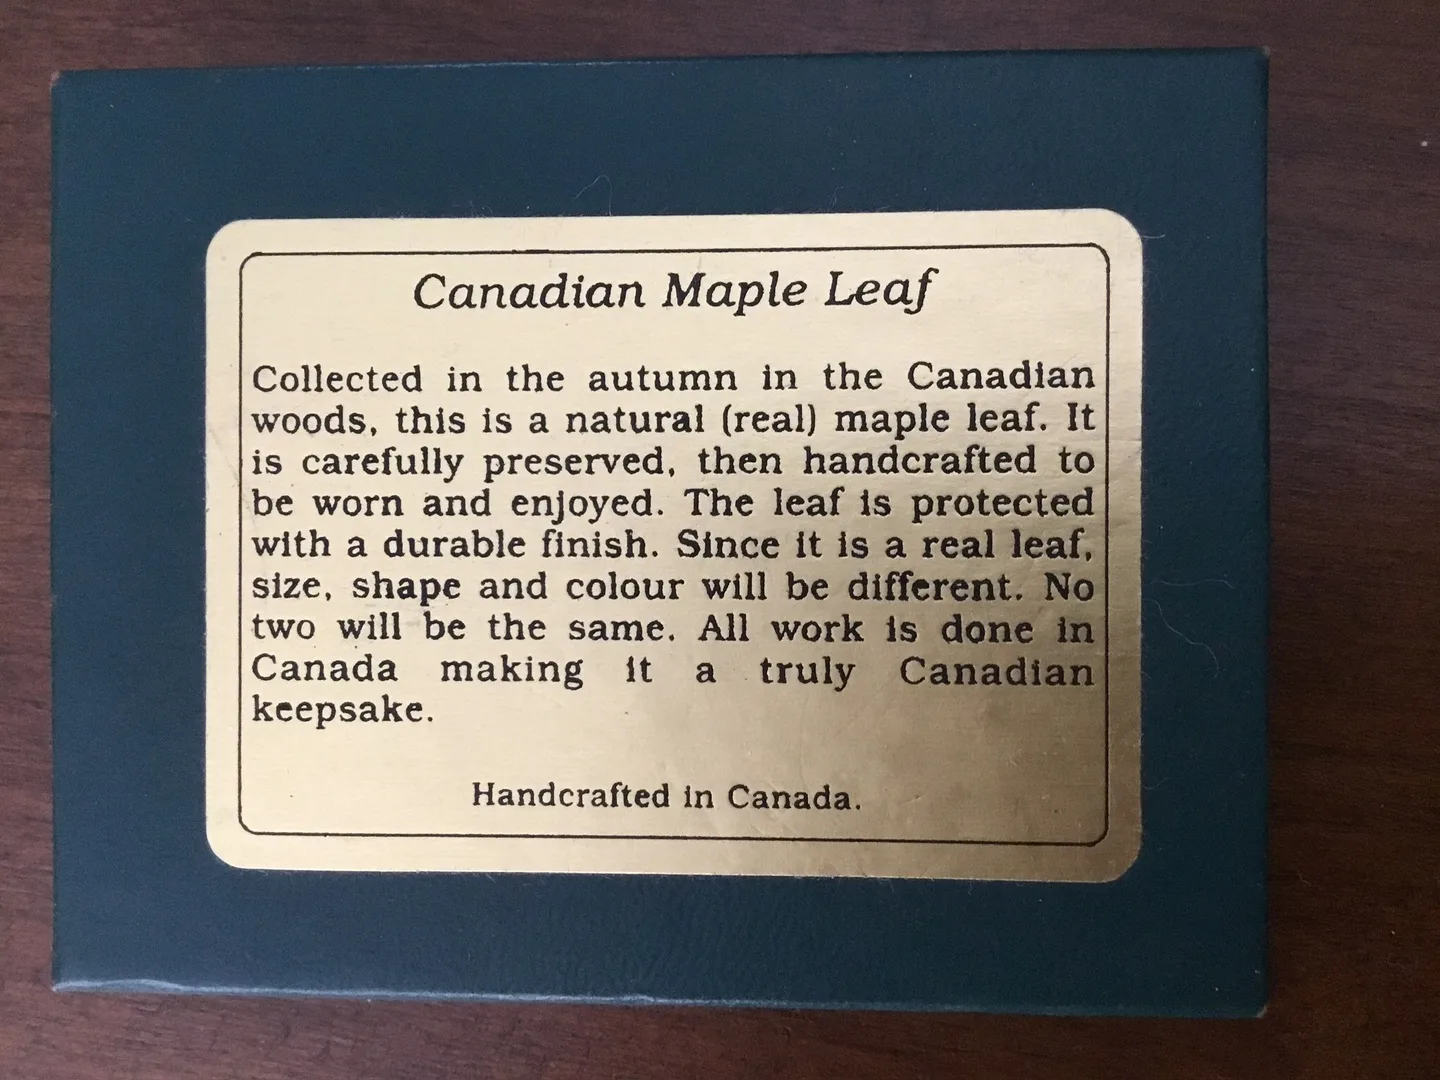 Canadian Maple Leaf
Collected in the autumn in the Canadian
woods, this is a natural (real) maple leaf. It
is carefully preserved, then handcrafted to
be worn and enjoyed. The leaf is protected
with a durable finish. Since it is a real leaf,
size, shape and colour will be different. No
two will be the same. All work is done in
Canada making it a truly Canadian
keepsake.
Handcrafted in Canada.